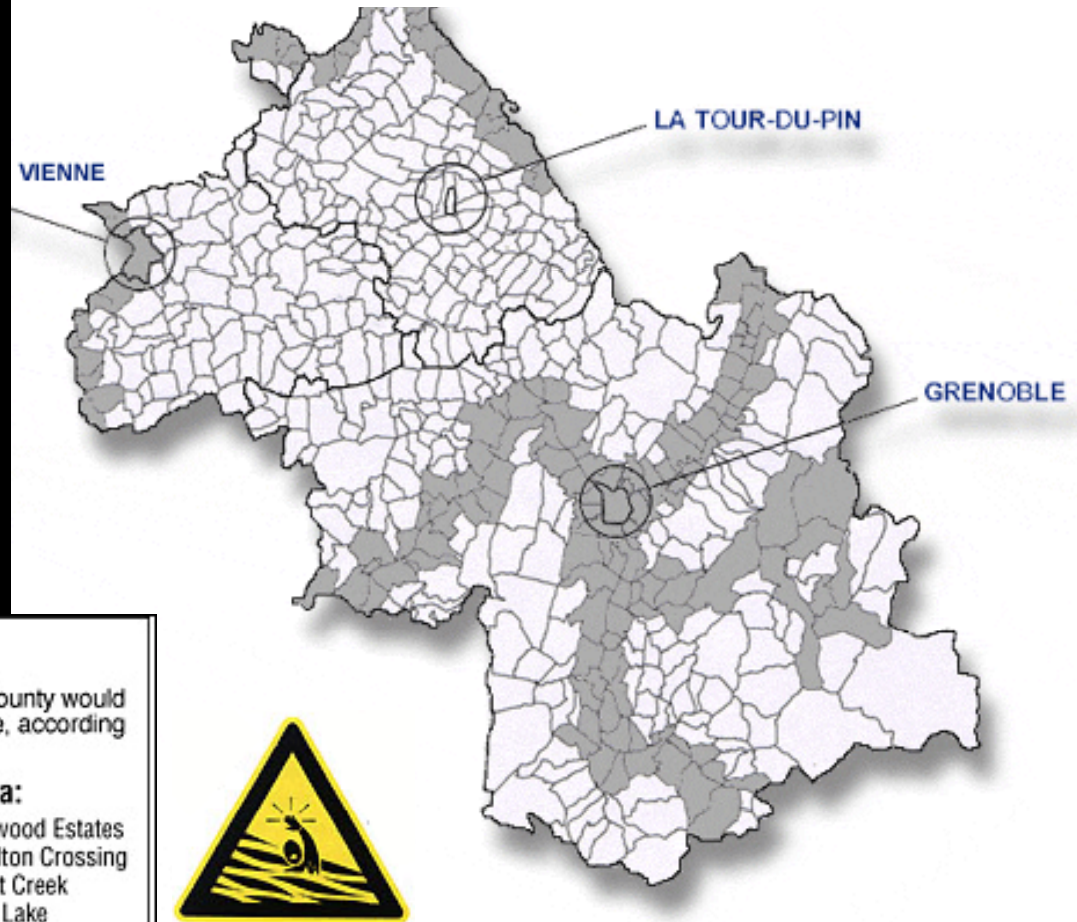 LA TOUR-DU-PIN
VIENNE
GRENOBLE
ounty would
e, according
a:
wood Estates
lton Crossing
t Creek
Lake